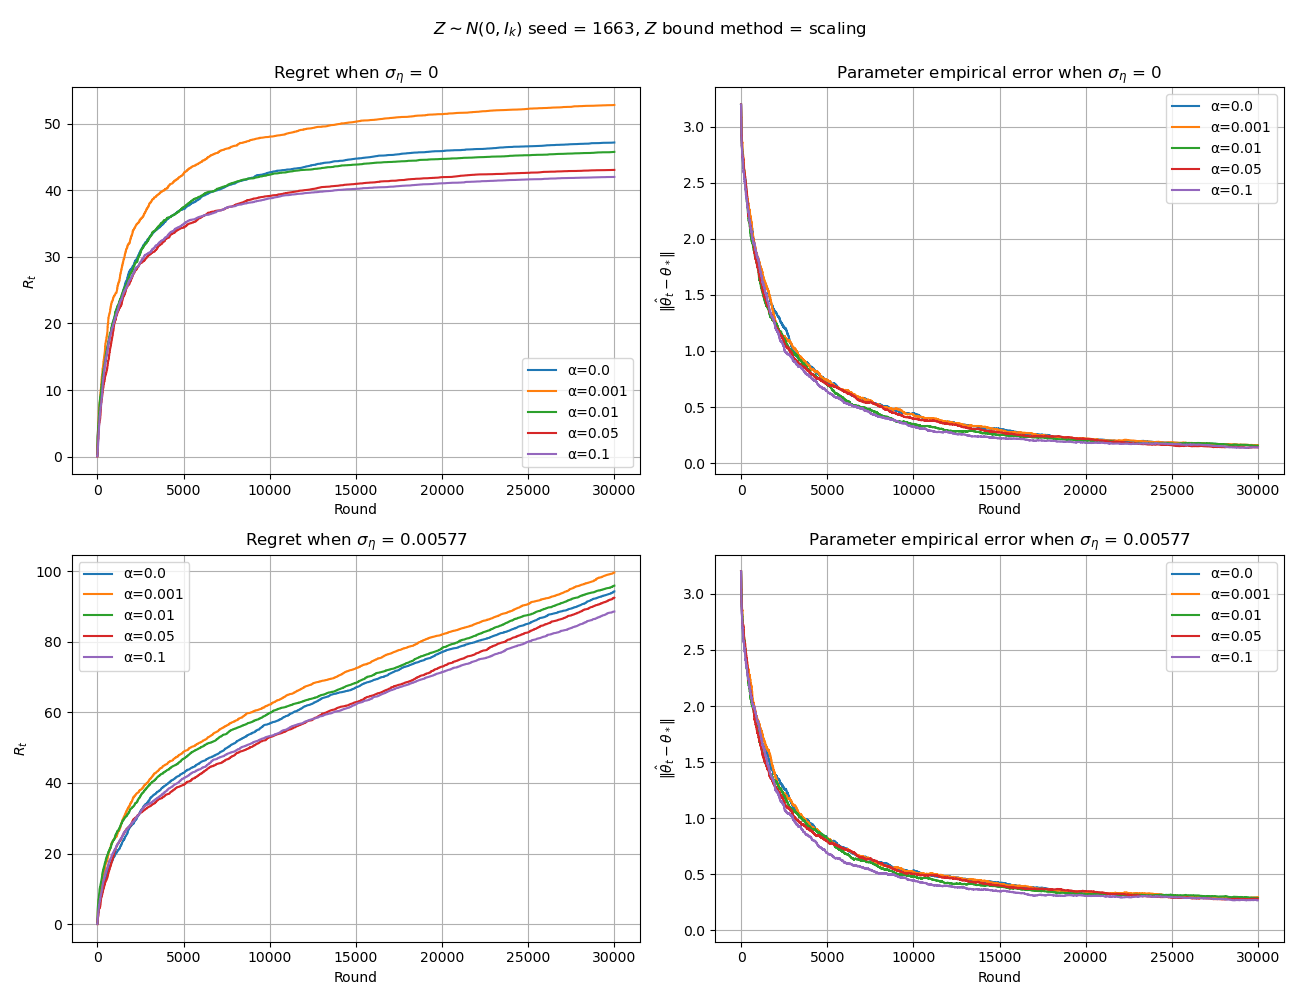 Z ∼ N(0, I_k) seed = 1663, Z bound method = scaling
Regret when σ_η = 0
50
40
30
20
10
0
R_t
0 5000 10000 15000 20000 25000 30000
Round
α=0.0
α=0.001
α=0.01
α=0.05
α=0.1
Parameter empirical error when σ_η = 0
3.0
2.5
2.0
1.5
1.0
0.5
0.0
‖θ̂_t − θ_*‖
0 5000 10000 15000 20000 25000 30000
Round
α=0.0
α=0.001
α=0.01
α=0.05
α=0.1
Regret when σ_η = 0.00577
100
80
60
40
20
0
R_t
0 5000 10000 15000 20000 25000 30000
Round
α=0.0
α=0.001
α=0.01
α=0.05
α=0.1
Parameter empirical error when σ_η = 0.00577
3.0
2.5
2.0
1.5
1.0
0.5
0.0
‖θ̂_t − θ_*‖
0 5000 10000 15000 20000 25000 30000
Round
α=0.0
α=0.001
α=0.01
α=0.05
α=0.1